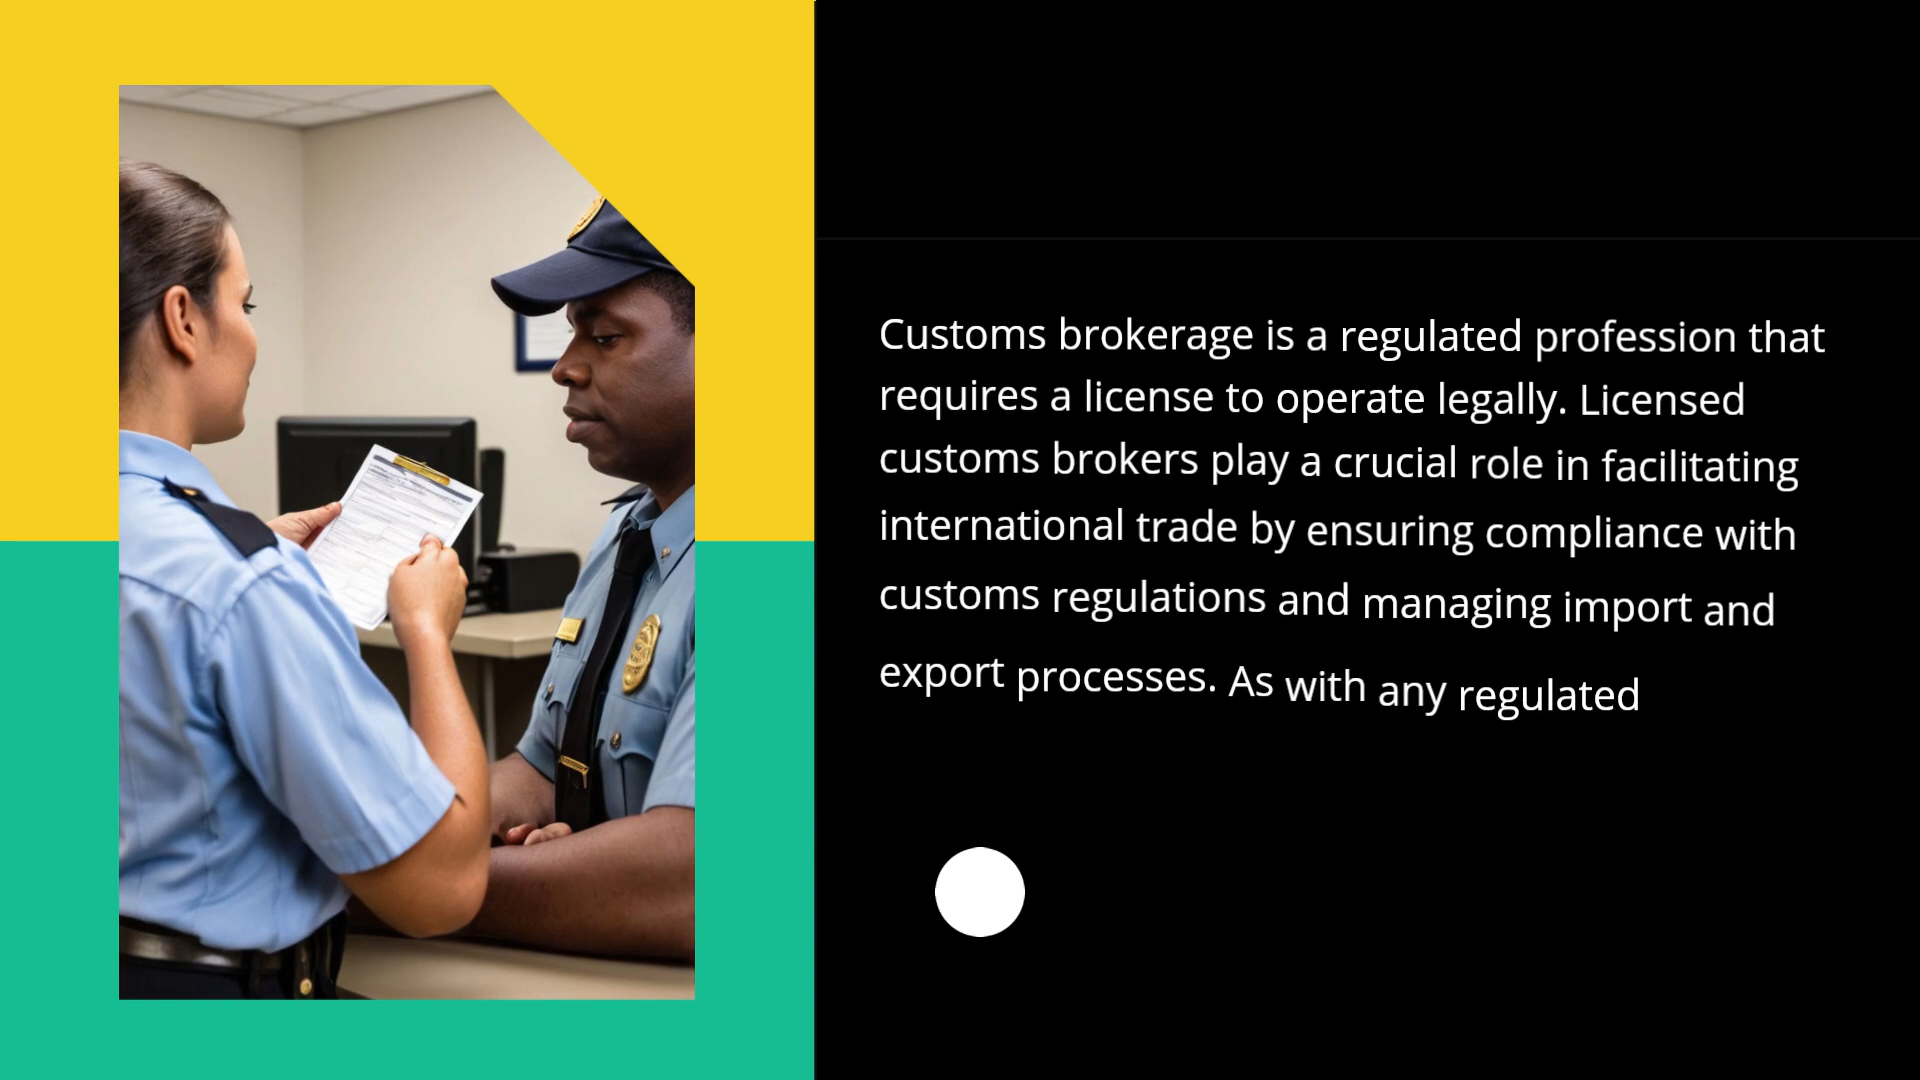 Customs brokerage is a regulated profession that
requires a license to operate legally. Licensed
customs brokers play a crucial role in facilitating
international trade by ensuring compliance with
customs regulations and managing import and
export processes. As with any regulated